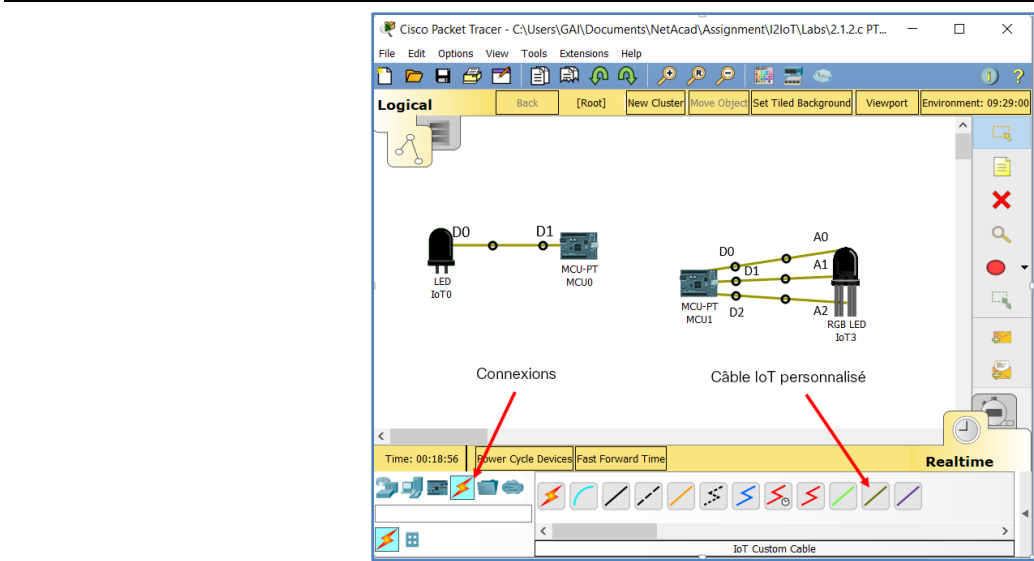 Cisco Packet Tracer - C:\Users\GAI\Documents\NetAcad\Assignment\I2IoT\Labs\2.1.2.c PT...
File Edit Options View Tools Extensions Help
Logical Back [Root] New Cluster Move Object Set Tiled Background Viewport Environment: 09:29:00
D0 D1
LED
IoT0
MCU-PT
MCU0
A0
D0
D1 A1
MCU-PT
MCU1
D2
A2
RGB LED
IoT3
Connexions
Câble IoT personnalisé
Time: 00:18:56 Power Cycle Devices Fast Forward Time Realtime
IoT Custom Cable